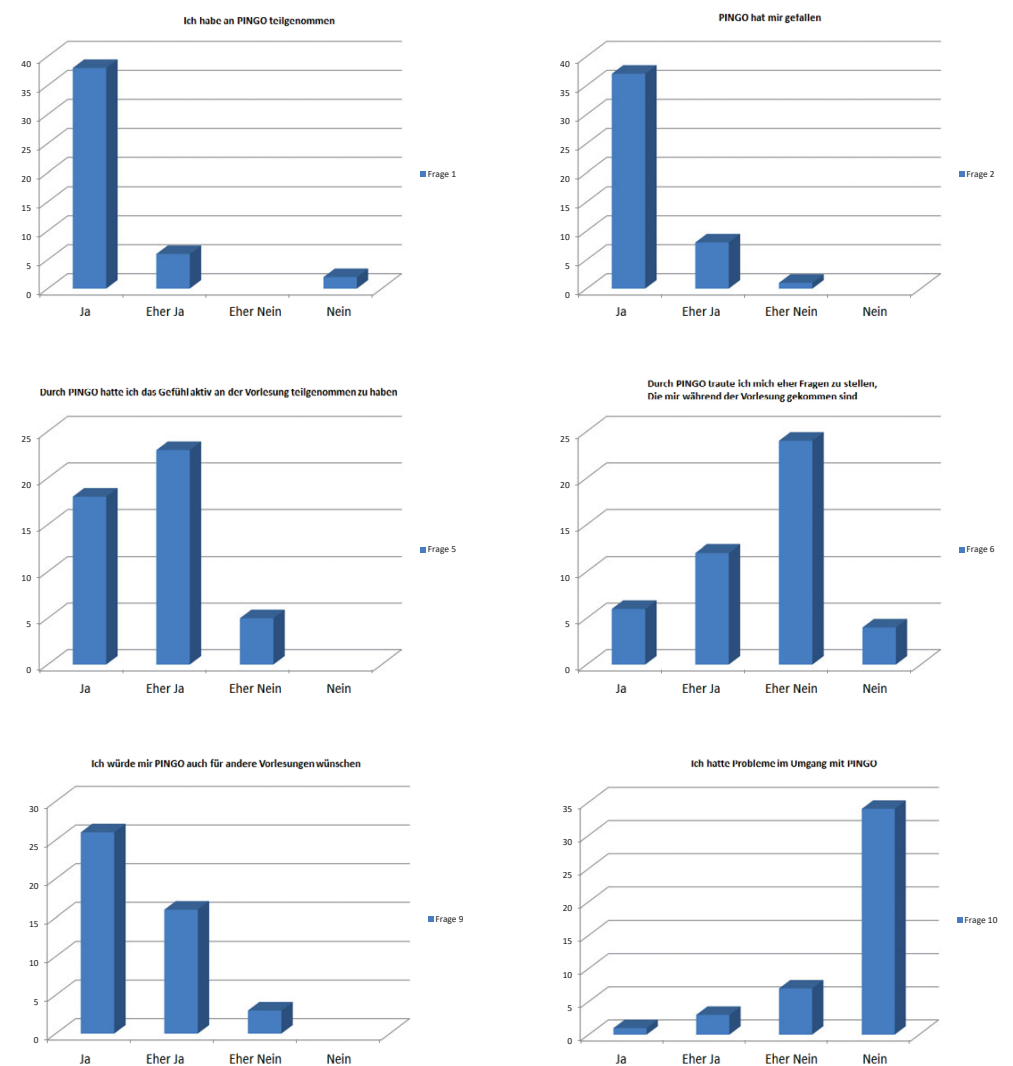 Ich habe an PINGO teilgenommen
40
35
30
25
20
15
10
5
0
Ja Eher Ja Eher Nein Nein
Frage 1
PINGO hat mir gefallen
40
35
30
25
20
15
10
5
0
Ja Eher Ja Eher Nein Nein
Frage 2
Durch PINGO hatte ich das Gefühl aktiv an der Vorlesung teilgenommen zu haben
25
20
15
10
5
0
Ja Eher Ja Eher Nein Nein
Frage 5
Durch PINGO traute ich mich eher Fragen zu stellen,
Die mir während der Vorlesung gekommen sind
25
20
15
10
5
0
Ja Eher Ja Eher Nein Nein
Frage 6
Ich würde mir PINGO auch für andere Vorlesungen wünschen
30
25
20
15
10
5
0
Ja Eher Ja Eher Nein Nein
Frage 9
Ich hatte Probleme im Umgang mit PINGO
35
30
25
20
15
10
5
0
Ja Eher Ja Eher Nein Nein
Frage 10